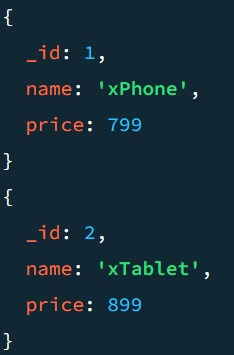 {
  _id: 1,
  name: 'xPhone',
  price: 799
}
{
  _id: 2,
  name: 'xTablet',
  price: 899
}